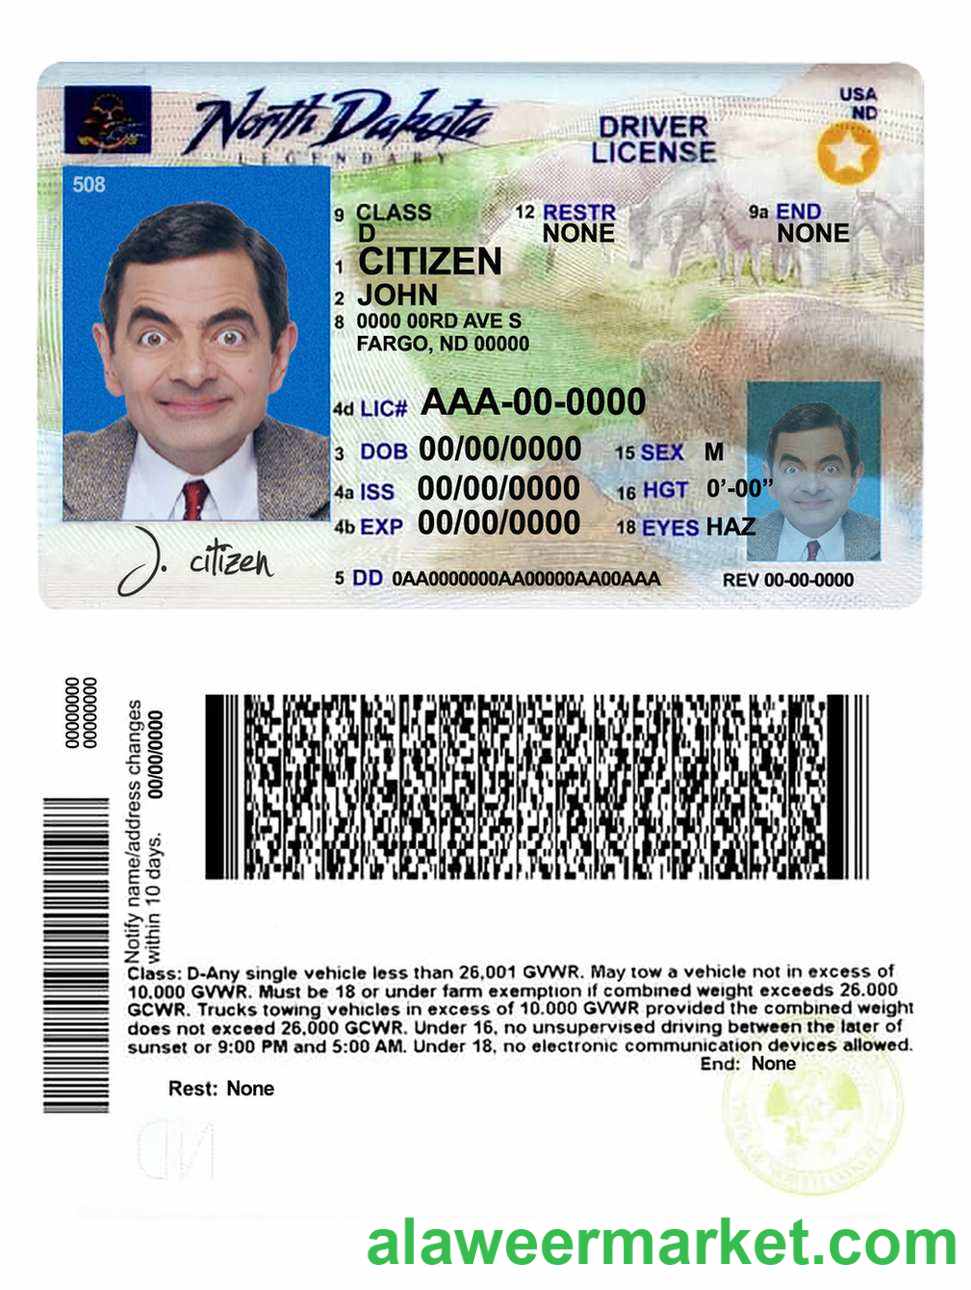 North Dakota
LEGENDARY
DRIVER
LICENSE
USA
ND
508
9 CLASS
D
12 RESTR
NONE
9a END
NONE
1 CITIZEN
2 JOHN
8 0000 00RD AVE S
FARGO, ND 00000
4d LIC# AAA-00-0000
3 DOB 00/00/0000 15 SEX M
4a ISS 00/00/0000 16 HGT 0'-00"
4b EXP 00/00/0000 18 EYES HAZ
J. citizen
5 DD 0AA0000000AA00000AA00AAA REV 00-00-0000
00000000
00000000
Notify name/address changes
within 10 days. 00/00/0000
Class: D-Any single vehicle less than 26,001 GVWR. May tow a vehicle not in excess of
10.000 GVWR. Must be 18 or under farm exemption if combined weight exceeds 26.000
GCWR. Trucks towing vehicles in excess of 10.000 GVWR provided the combined weight
does not exceed 26,000 GCWR. Under 16, no unsupervised driving between the later of
sunset or 9:00 PM and 5:00 AM. Under 18, no electronic communication devices allowed.
End: None
Rest: None
ND
alaweermarket.com